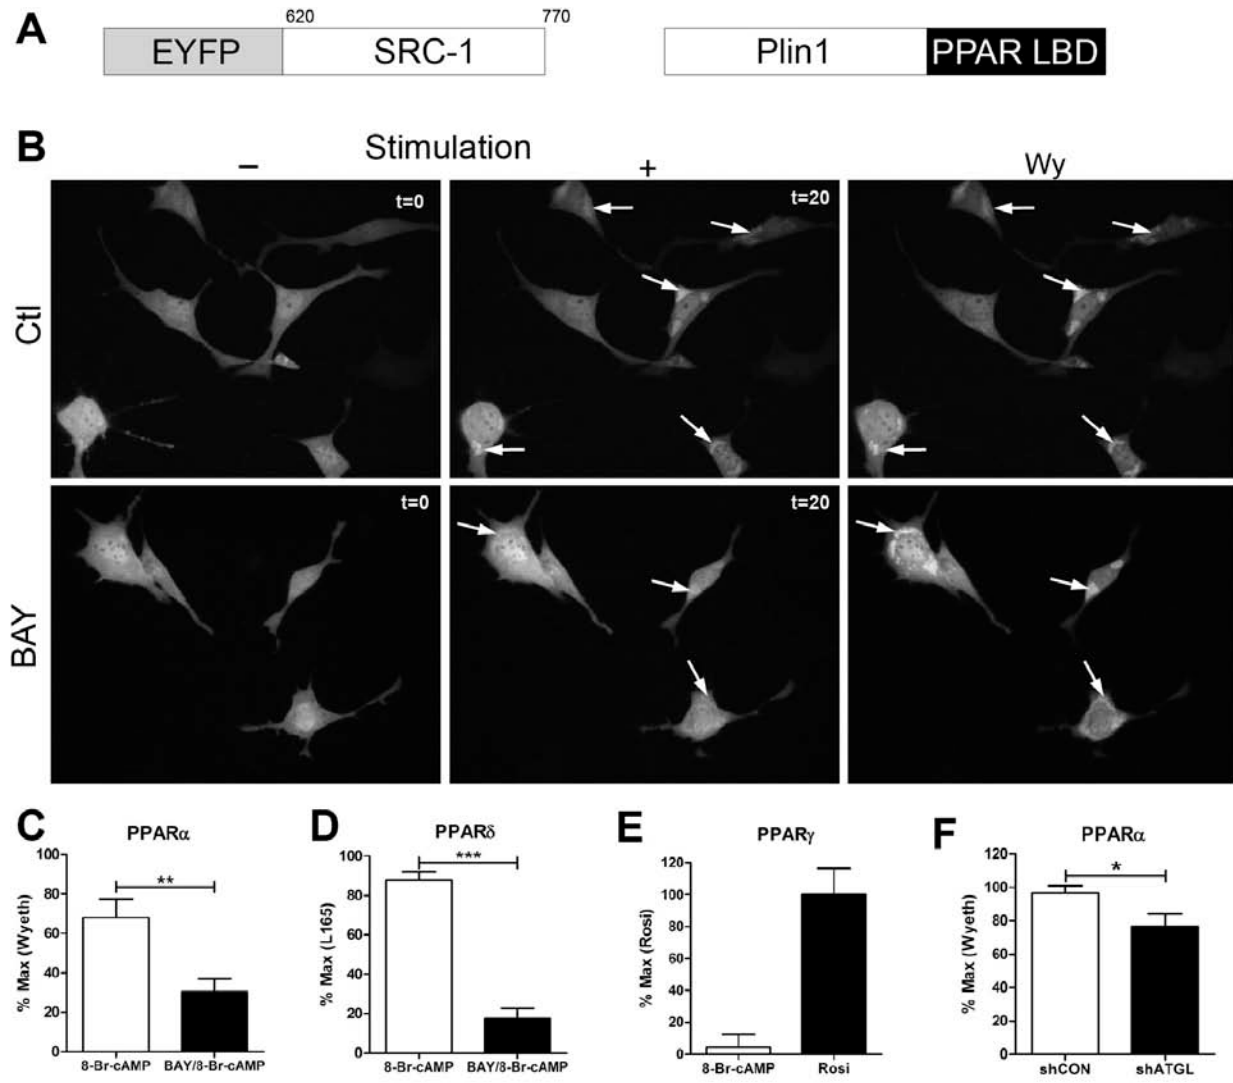 A
620
770
EYFP
SRC-1
Plin1
PPAR LBD
B
Stimulation
–
+
Wy
Ctl
t=0
t=20
BAY
t=0
t=20
C
PPARα
% Max (Wyeth)
100
80
60
40
20
0
**
8-Br-cAMP
BAY/8-Br-cAMP
D
PPARδ
% Max (L165)
100
80
60
40
20
0
***
8-Br-cAMP
BAY/8-Br-cAMP
E
PPARγ
% Max (Rosi)
120
100
80
60
40
20
0
8-Br-cAMP
Rosi
F
PPARα
% Max (Wyeth)
120
100
80
60
40
20
0
*
shCON
shATGL